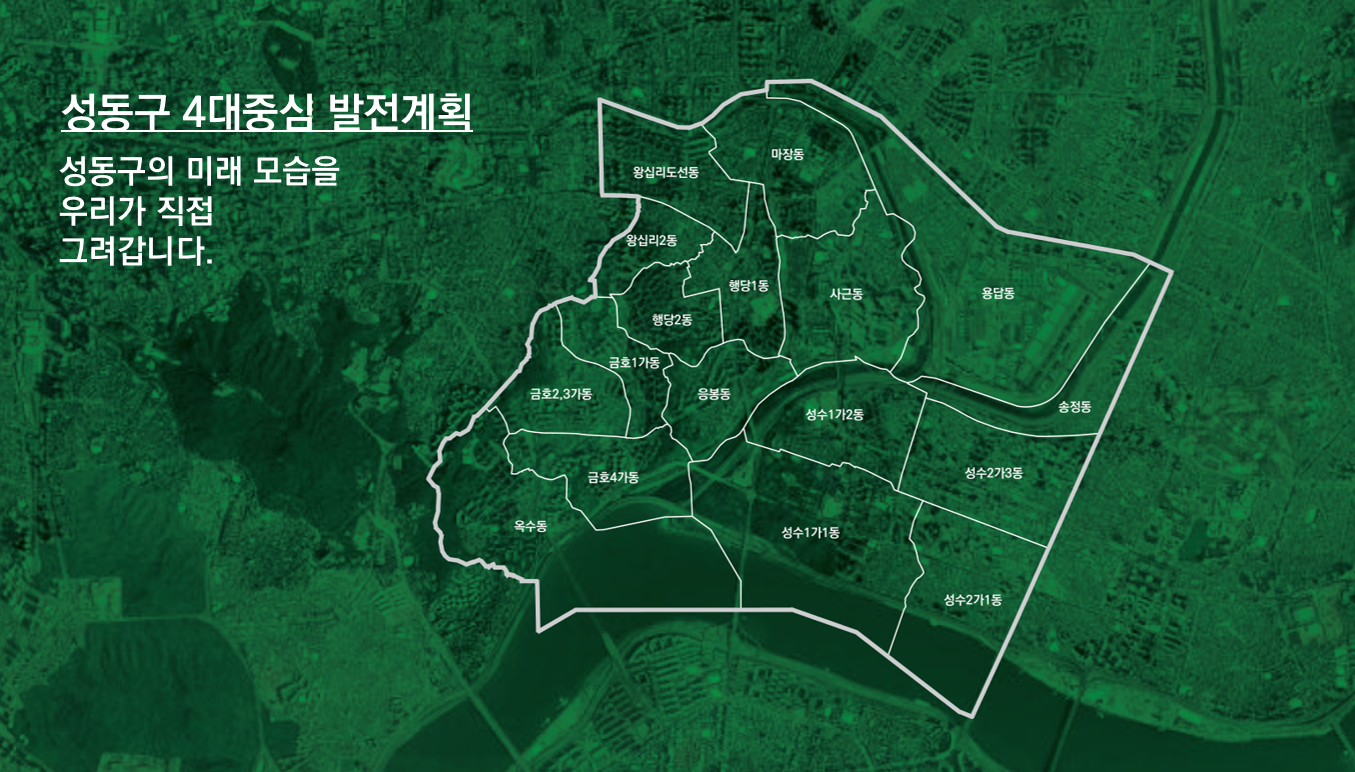 성동구 4대중심 발전계획
성동구의 미래 모습을
우리가 직접
그려갑니다.
마장동
왕십리도선동
왕십리2동
행당1동
사근동
용답동
행당2동
금호1가동
금호2,3가동
응봉동
성수1가2동
송정동
금호4가동
성수2가3동
옥수동
성수1가1동
성수2가1동